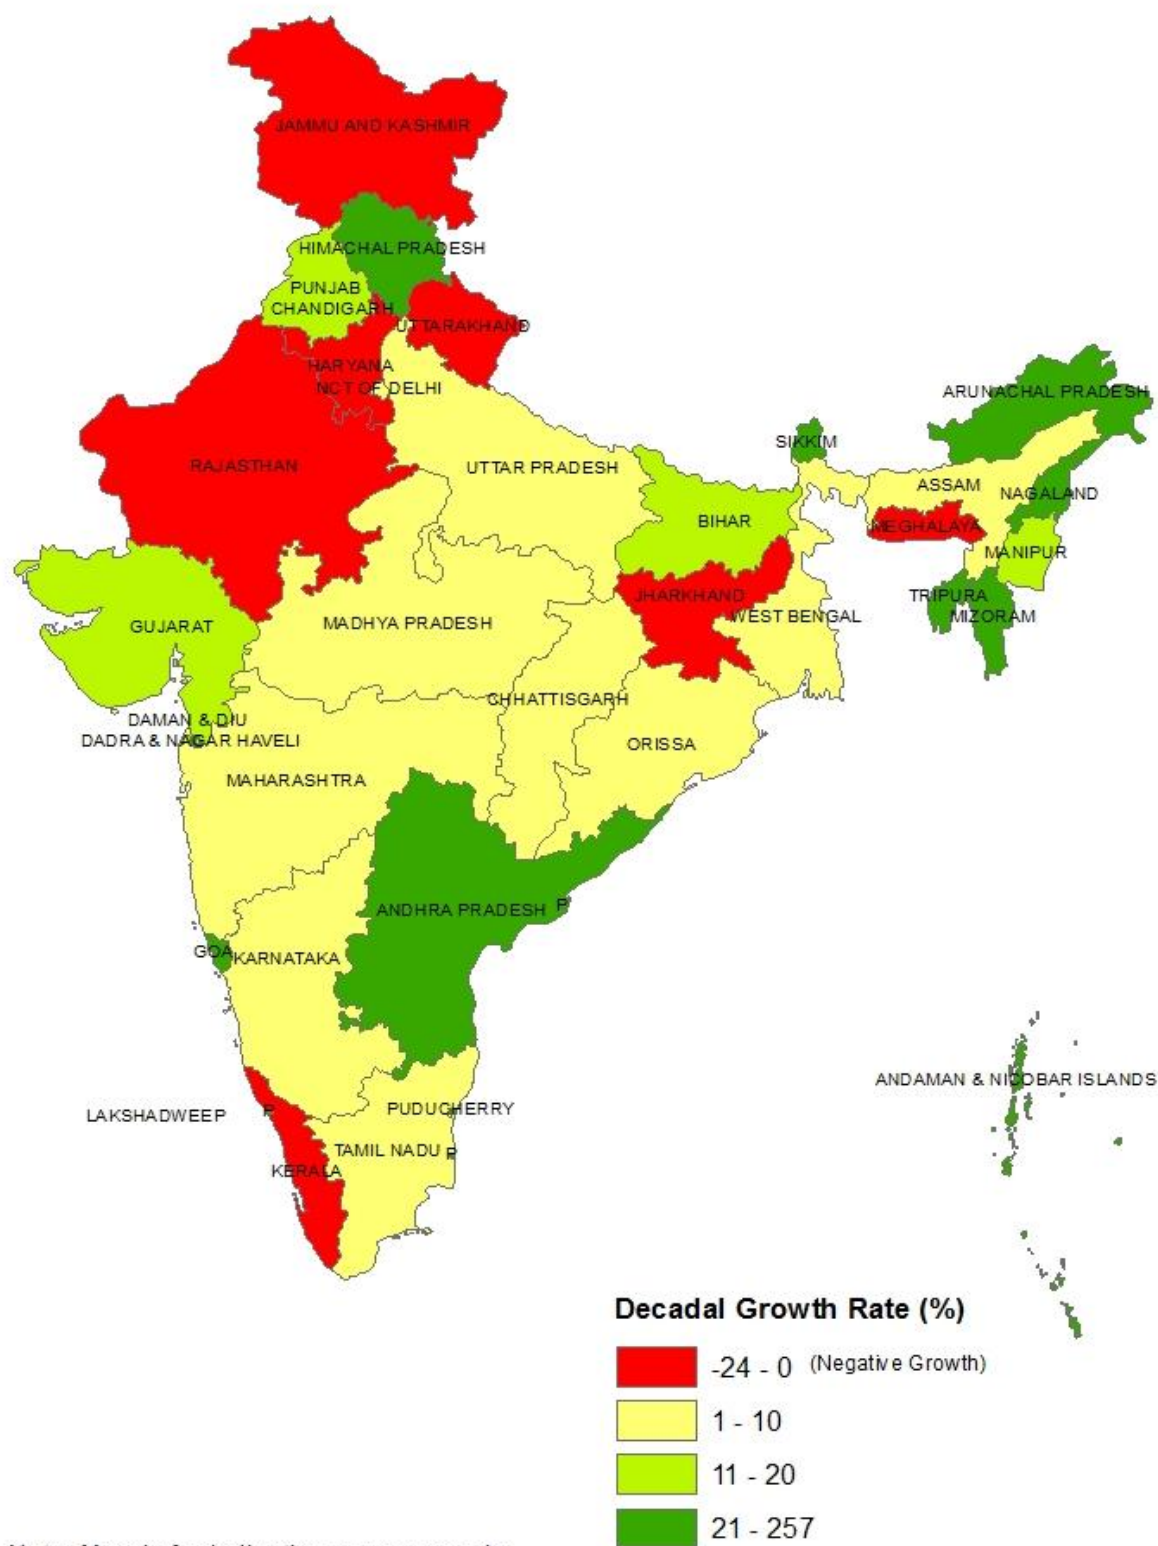 JAMMU AND KASHMIR
HIMACHAL PRADESH
PUNJAB
CHANDIGARH
UTTARAKHAND
HARYANA
NCT OF DELHI
ARUNACHAL PRADESH
SIKKIM
RAJASTHAN
UTTAR PRADESH
ASSAM
NAGALAND
BIHAR
MEGHALAYA
MANIPUR
JHARKHAND
TRIPURA
MIZORAM
WEST BENGAL
GUJARAT
MADHYA PRADESH
CHHATTISGARH
DAMAN & DIU
DADRA & NAGAR HAVELI
ORISSA
MAHARASHTRA
ANDHRA PRADESH
P
GOA
KARNATAKA
ANDAMAN & NICOBAR ISLANDS
LAKSHADWEEP
P
PUDUCHERRY
TAMIL NADU
P
KERALA
Decadal Growth Rate (%)
-24 - 0 (Negative Growth)
1 - 10
11 - 20
21 - 257